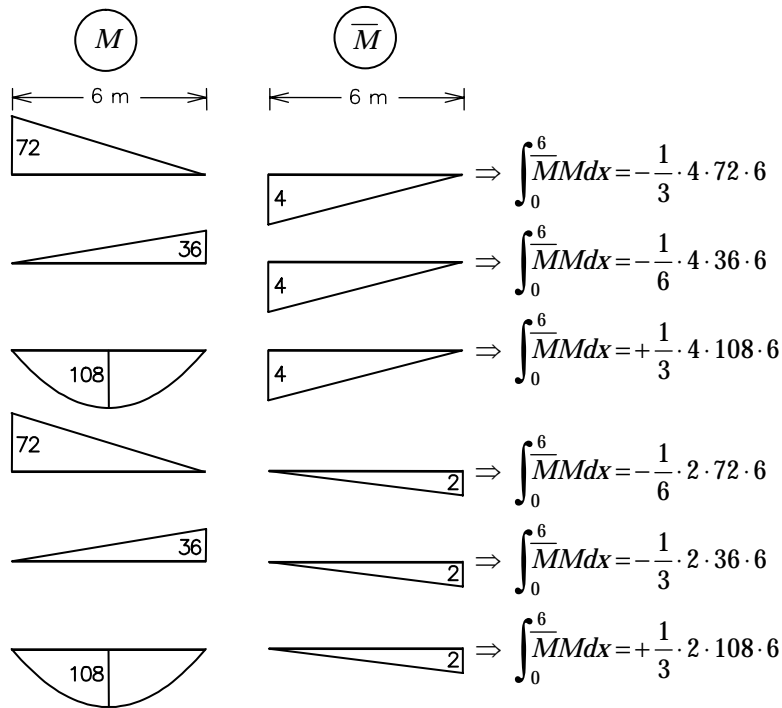 M M̅
6 m 6 m
72 4 ⇒ ∫₀⁶ M̅Mdx = −1/3 · 4 · 72 · 6
36 4 ⇒ ∫₀⁶ M̅Mdx = −1/6 · 4 · 36 · 6
108 4 ⇒ ∫₀⁶ M̅Mdx = +1/3 · 4 · 108 · 6
72 2 ⇒ ∫₀⁶ M̅Mdx = −1/6 · 2 · 72 · 6
36 2 ⇒ ∫₀⁶ M̅Mdx = −1/3 · 2 · 36 · 6
108 2 ⇒ ∫₀⁶ M̅Mdx = +1/3 · 2 · 108 · 6